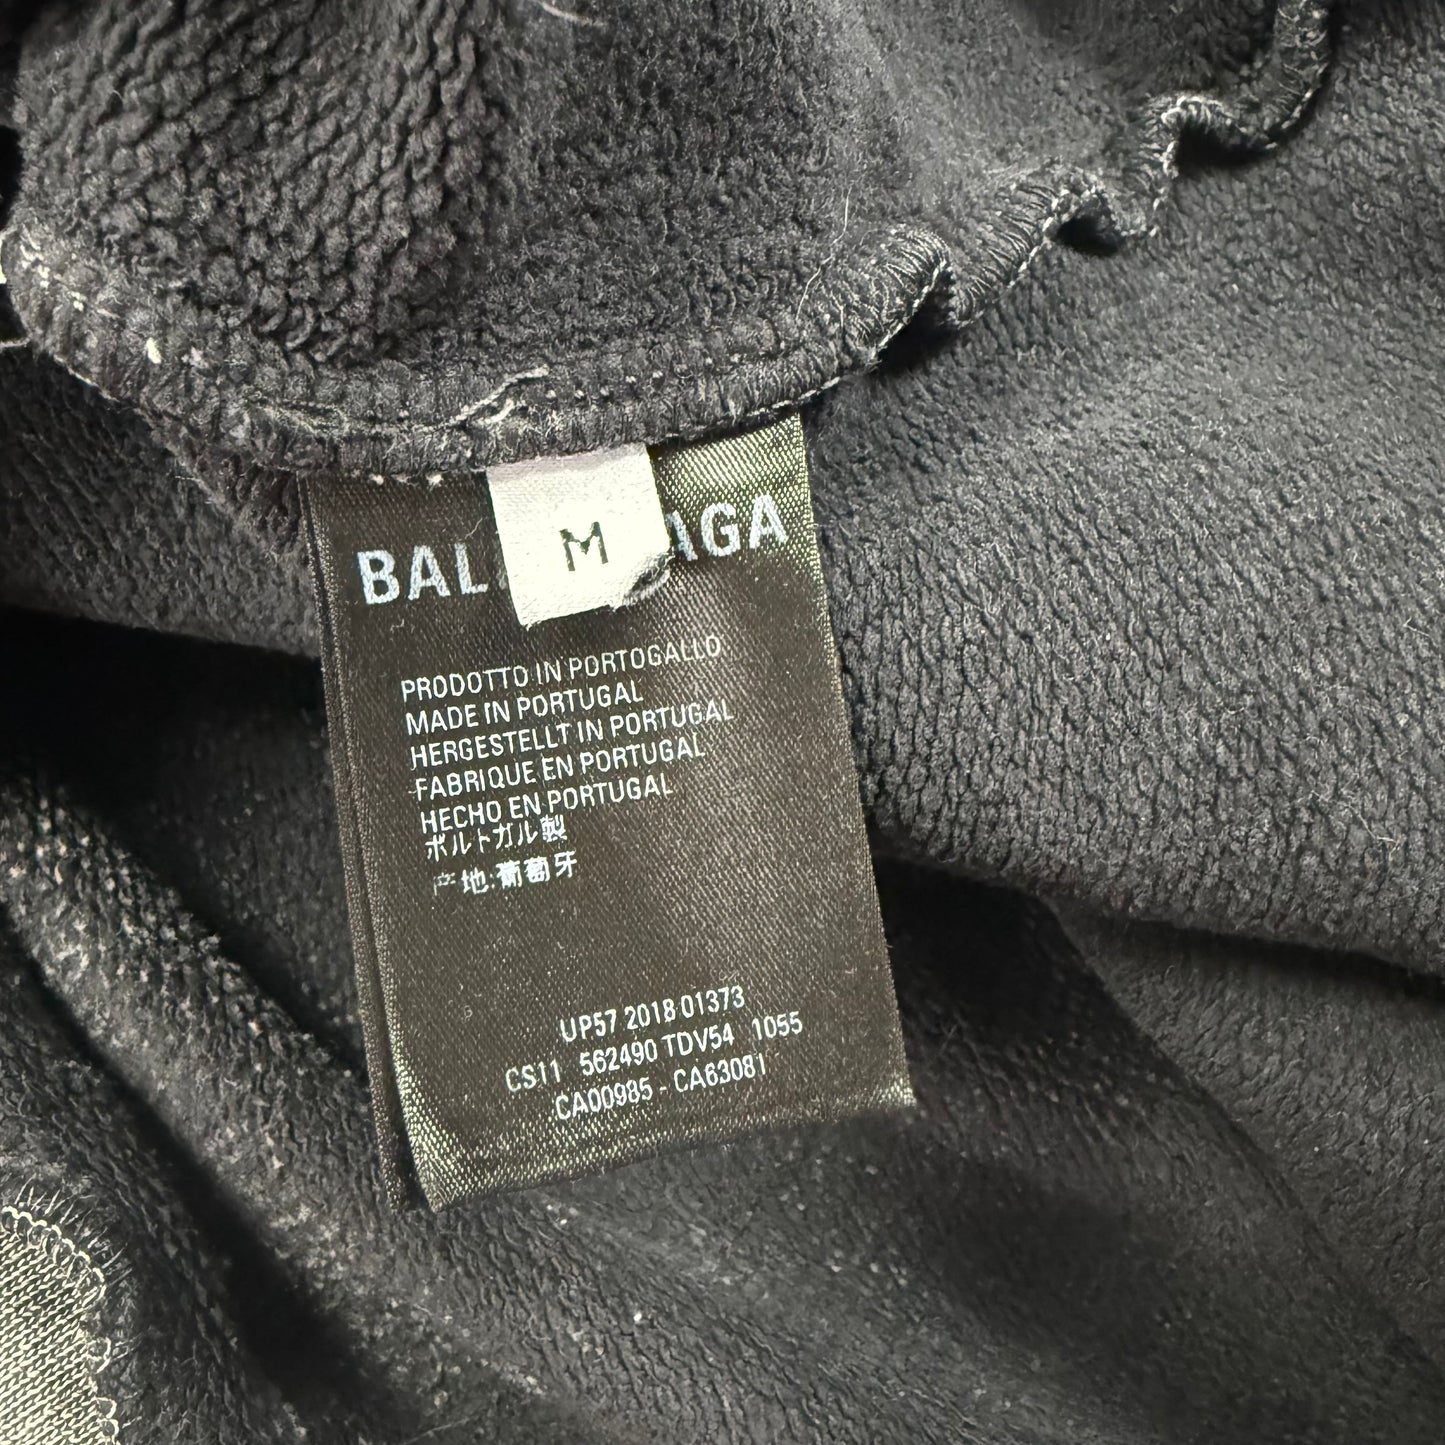 BAL AGA
M
PRODOTTO IN PORTOGALLO
MADE IN PORTUGAL
HERGESTELLT IN PORTUGAL
FABRIQUE EN PORTUGAL
HECHO EN PORTUGAL
ポルトガル製
产地:葡萄牙
UP57 2018 01373
CS11 562490 TDV54 1055
CA00985 - CA63081